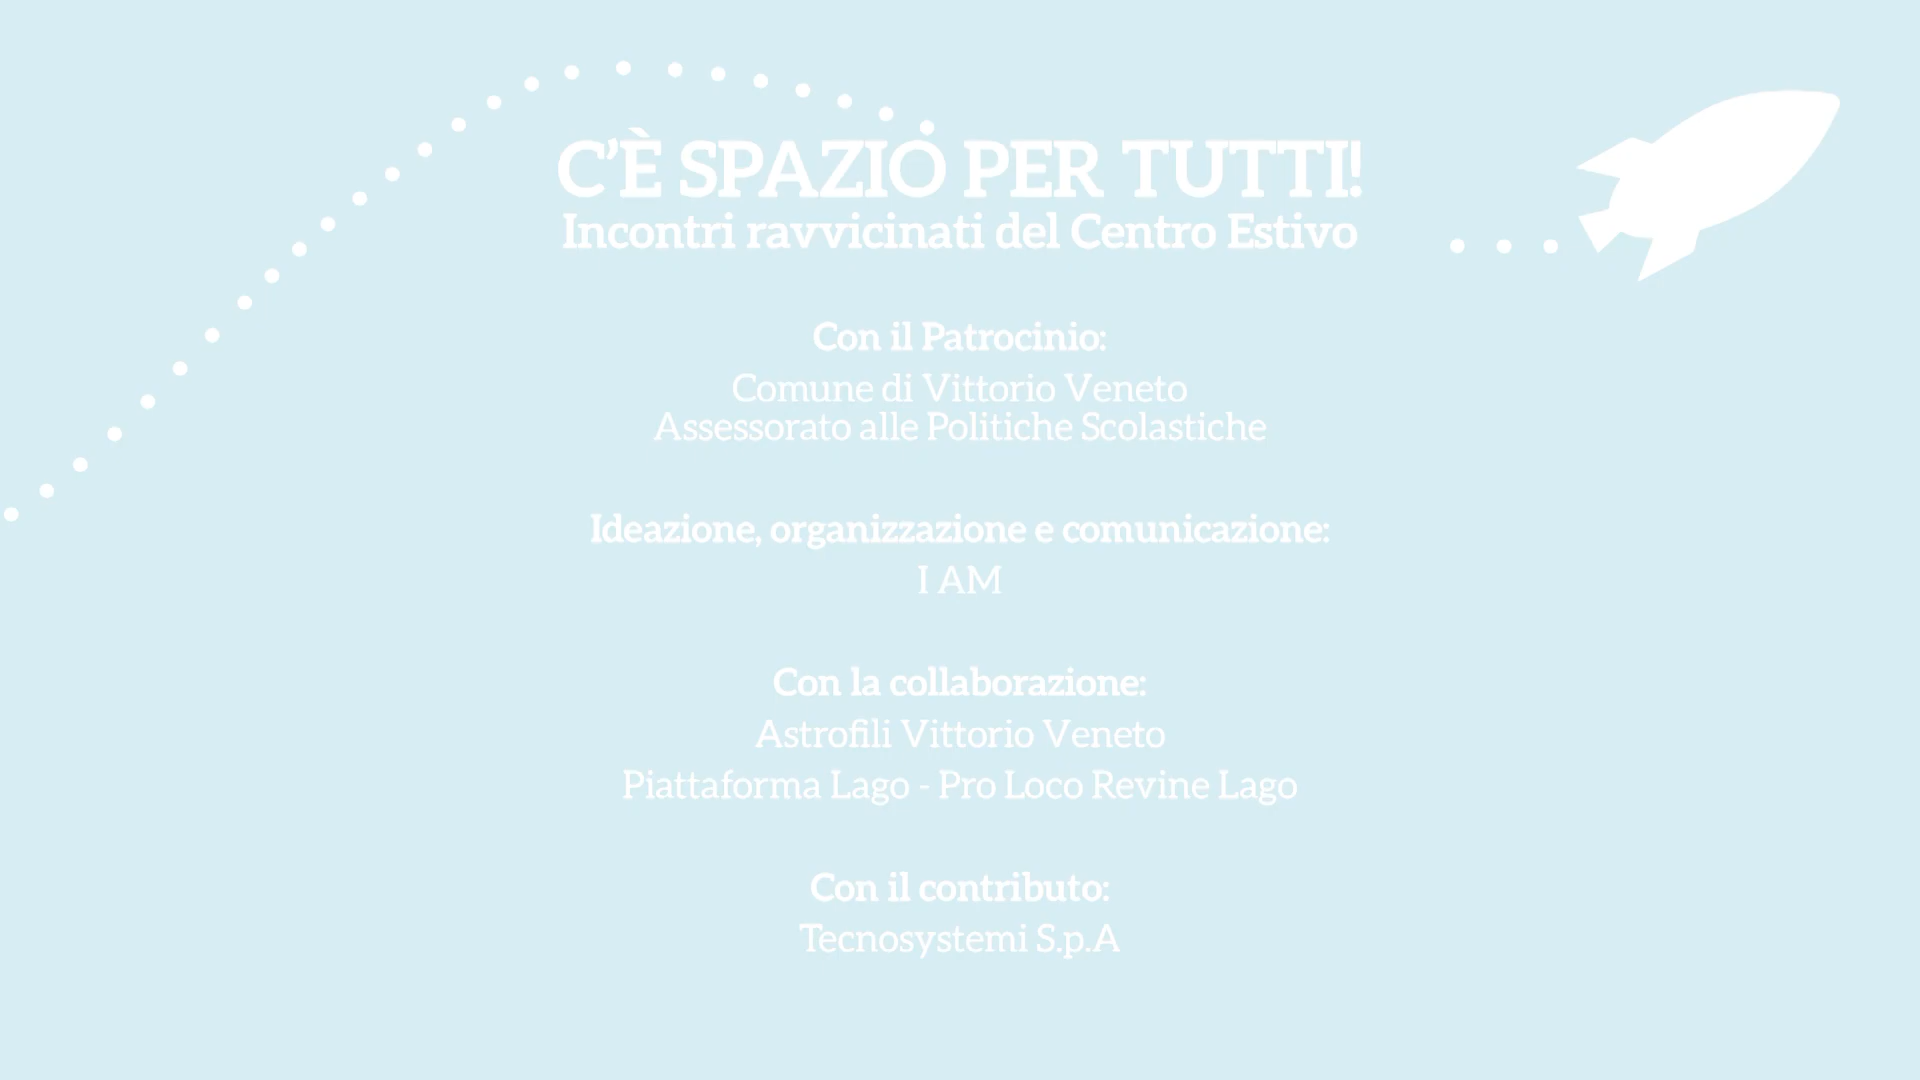 C'È SPAZIO PER TUTTI!
Incontri ravvicinati del Centro Estivo
Con il Patrocinio:
Comune di Vittorio Veneto
Assessorato alle Politiche Scolastiche
Ideazione, organizzazione e comunicazione:
I AM
Con la collaborazione:
Astrofili Vittorio Veneto
Piattaforma Lago - Pro Loco Revine Lago
Con il contributo:
Tecnosystemi S.p.A